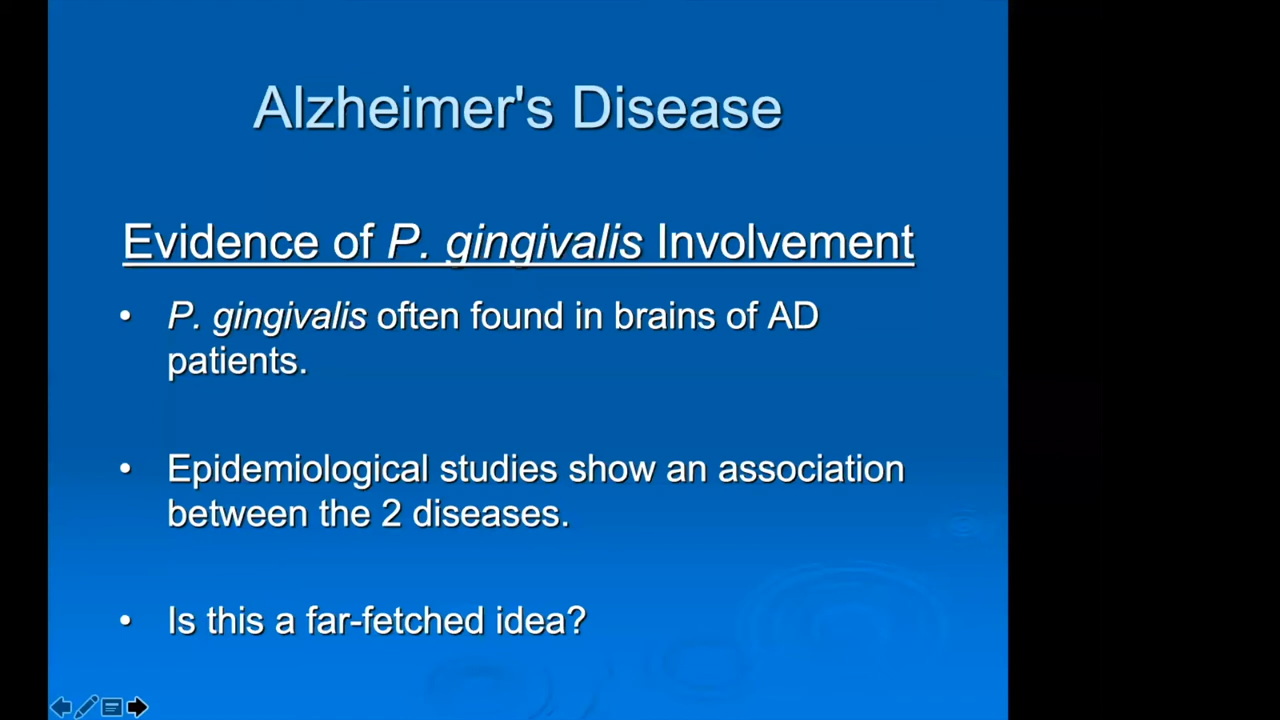 Alzheimer's Disease
Evidence of P. gingivalis Involvement
• P. gingivalis often found in brains of AD
patients.
• Epidemiological studies show an association
between the 2 diseases.
• Is this a far-fetched idea?